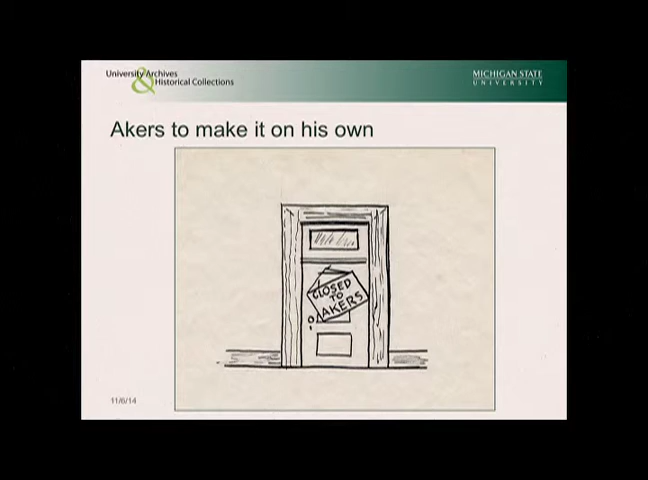 University Archives
& Historical Collections
MICHIGAN STATE
UNIVERSITY
Akers to make it on his own
CLOSED
TO
AKERS
11/6/14